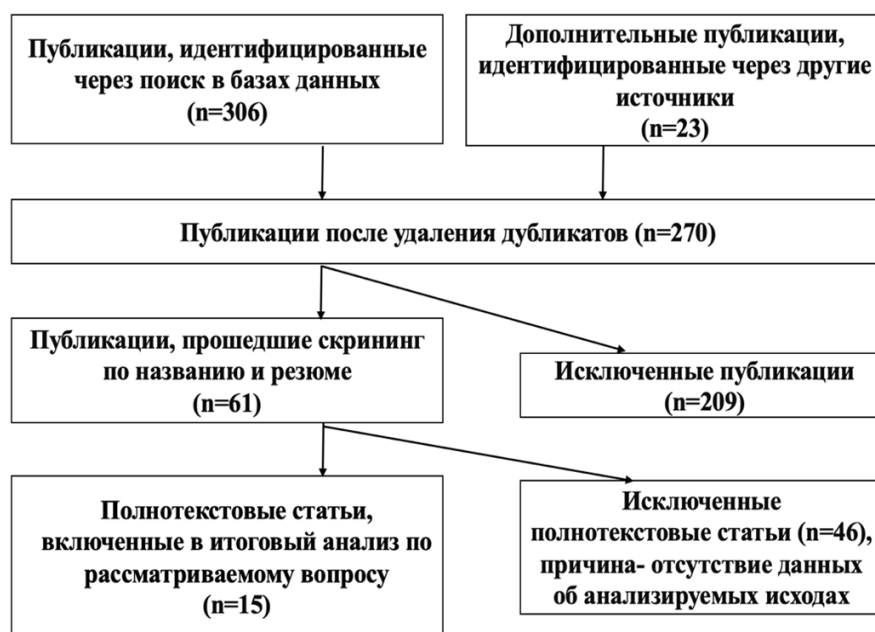 Публикации, идентифицированные
через поиск в базах данных
(n=306)
Дополнительные публикации,
идентифицированные через другие
источники
(n=23)
Публикации после удаления дубликатов (n=270)
Публикации, прошедшие скрининг
по названию и резюме
(n=61)
Исключенные публикации
(n=209)
Полнотекстовые статьи,
включенные в итоговый анализ по
рассматриваемому вопросу
(n=15)
Исключенные
полнотекстовые статьи (n=46),
причина- отсутствие данных
об анализируемых исходах